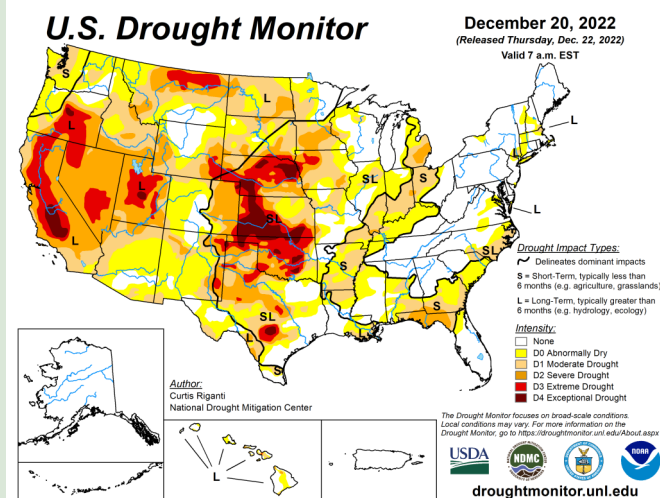 U.S. Drought Monitor
December 20, 2022
(Released Thursday, Dec. 22, 2022)
Valid 7 a.m. EST
S
L
L
L
SL
S
L
L
SL
L
S
SL
SL
S
L
L
S
L
Drought Impact Types:
Delineates dominant impacts
S = Short-Term, typically less than
6 months (e.g. agriculture, grasslands)
L = Long-Term, typically greater than
6 months (e.g. hydrology, ecology)
Intensity:
None
D0 Abnormally Dry
D1 Moderate Drought
D2 Severe Drought
D3 Extreme Drought
D4 Exceptional Drought
Author:
Curtis Riganti
National Drought Mitigation Center
L
The Drought Monitor focuses on broad-scale conditions.
Local conditions may vary. For more information on the
Drought Monitor, go to https://droughtmonitor.unl.edu/About.aspx
USDA
NDMC
NOAA
droughtmonitor.unl.edu